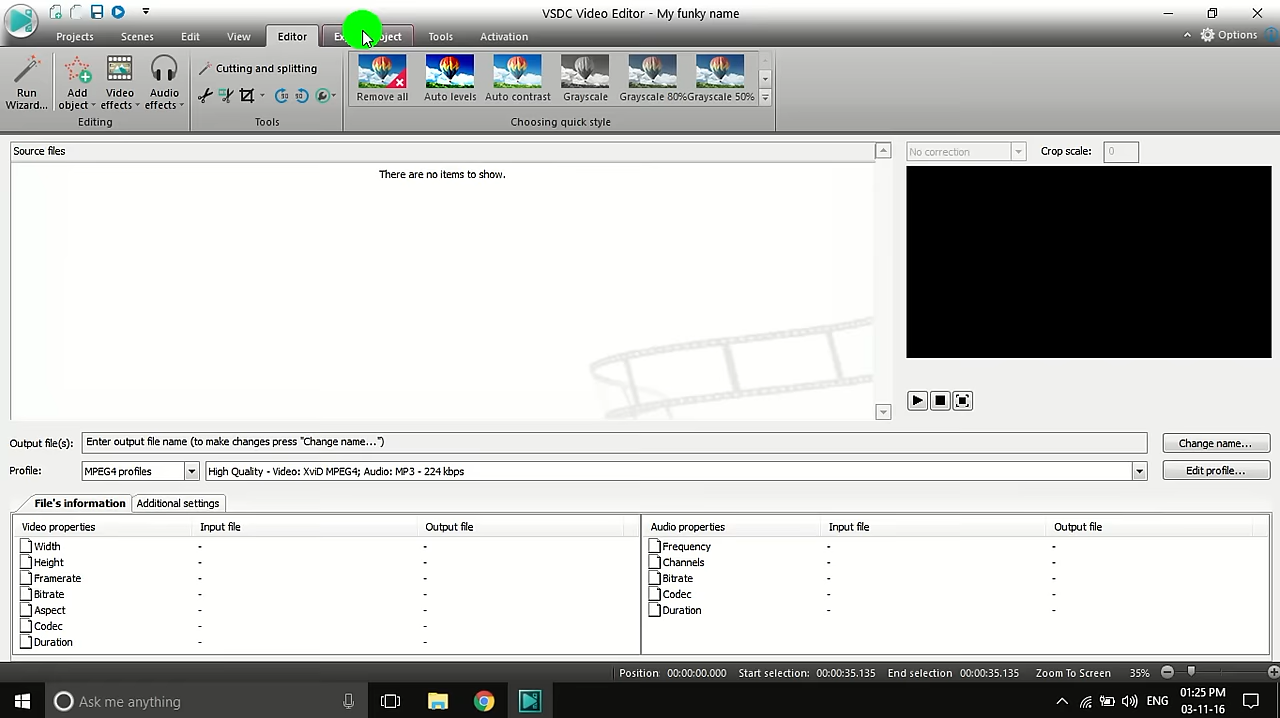 VSDC Video Editor - My funky name
Projects Scenes Edit View Editor Tools Activation Options
Cutting and splitting
Run Wizard...
Add object
Video effects
Audio effects
Remove all Auto levels Auto contrast Grayscale Grayscale 80% Grayscale 50%
Editing Tools Choosing quick style
Source files
There are no items to show.
No correction Crop scale: 0
Output file(s): Enter output file name (to make changes press "Change name...") Change name...
Profile: MPEG4 profiles High Quality - Video: XviD MPEG4; Audio: MP3 - 224 kbps Edit profile...
File's information Additional settings
Video properties Input file Output file Audio properties Input file Output file
Width - - Frequency - -
Height - - Channels - -
Framerate - - Bitrate - -
Bitrate - - Codec - -
Aspect - - Duration - -
Codec - -
Duration - -
Position: 00:00:00.000 Start selection: 00:00:35.135 End selection 00:00:35.135 Zoom To Screen 35%
Ask me anything ENG 01:25 PM
03-11-16